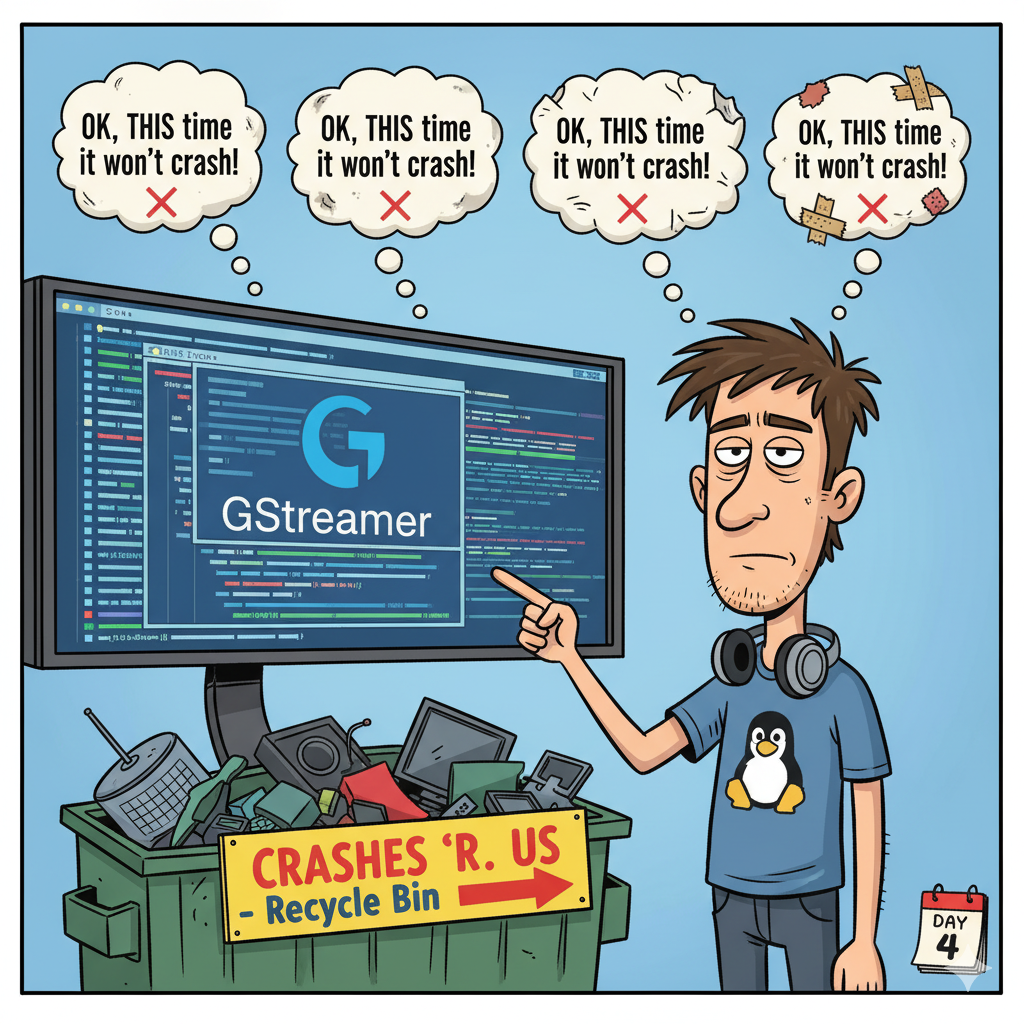 OK, THIS time
it won't crash!
OK, THIS time
it won't crash!
OK, THIS time
it won't crash!
OK, THIS time
it won't crash!
GStreamer
CRASHES 'R. US
- Recycle Bin
DAY
4